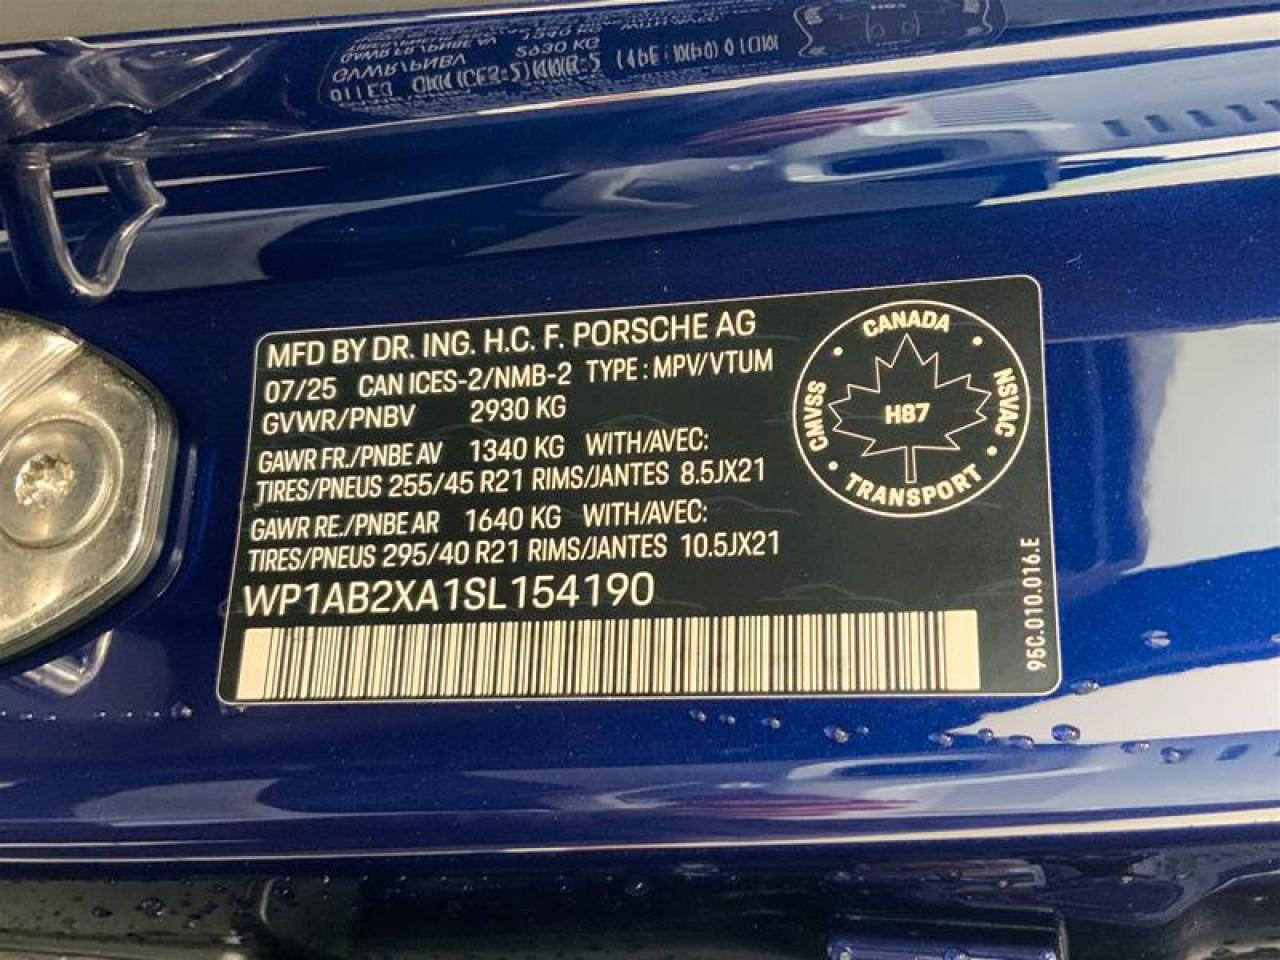 MFD BY DR. ING. H.C. F. PORSCHE AG
07/25 CAN ICES-2/NMB-2 TYPE : MPV/VTUM
GVWR/PNBV 2930 KG
GAWR FR./PNBE AV 1340 KG WITH/AVEC:
TIRES/PNEUS 255/45 R21 RIMS/JANTES 8.5JX21
GAWR RE./PNBE AR 1640 KG WITH/AVEC:
TIRES/PNEUS 295/40 R21 RIMS/JANTES 10.5JX21
WP1AB2XA1SL154190
CANADA
CMVSS
H87
NSVAC
TRANSPORT
95C.010.016.E